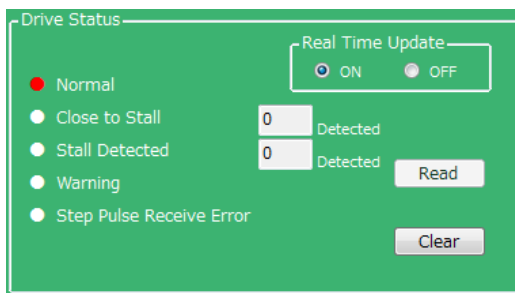 Drive Status
Real Time Update
ON OFF
Normal
Close to Stall 0 Detected
Stall Detected 0 Detected
Warning
Read
Step Pulse Receive Error
Clear